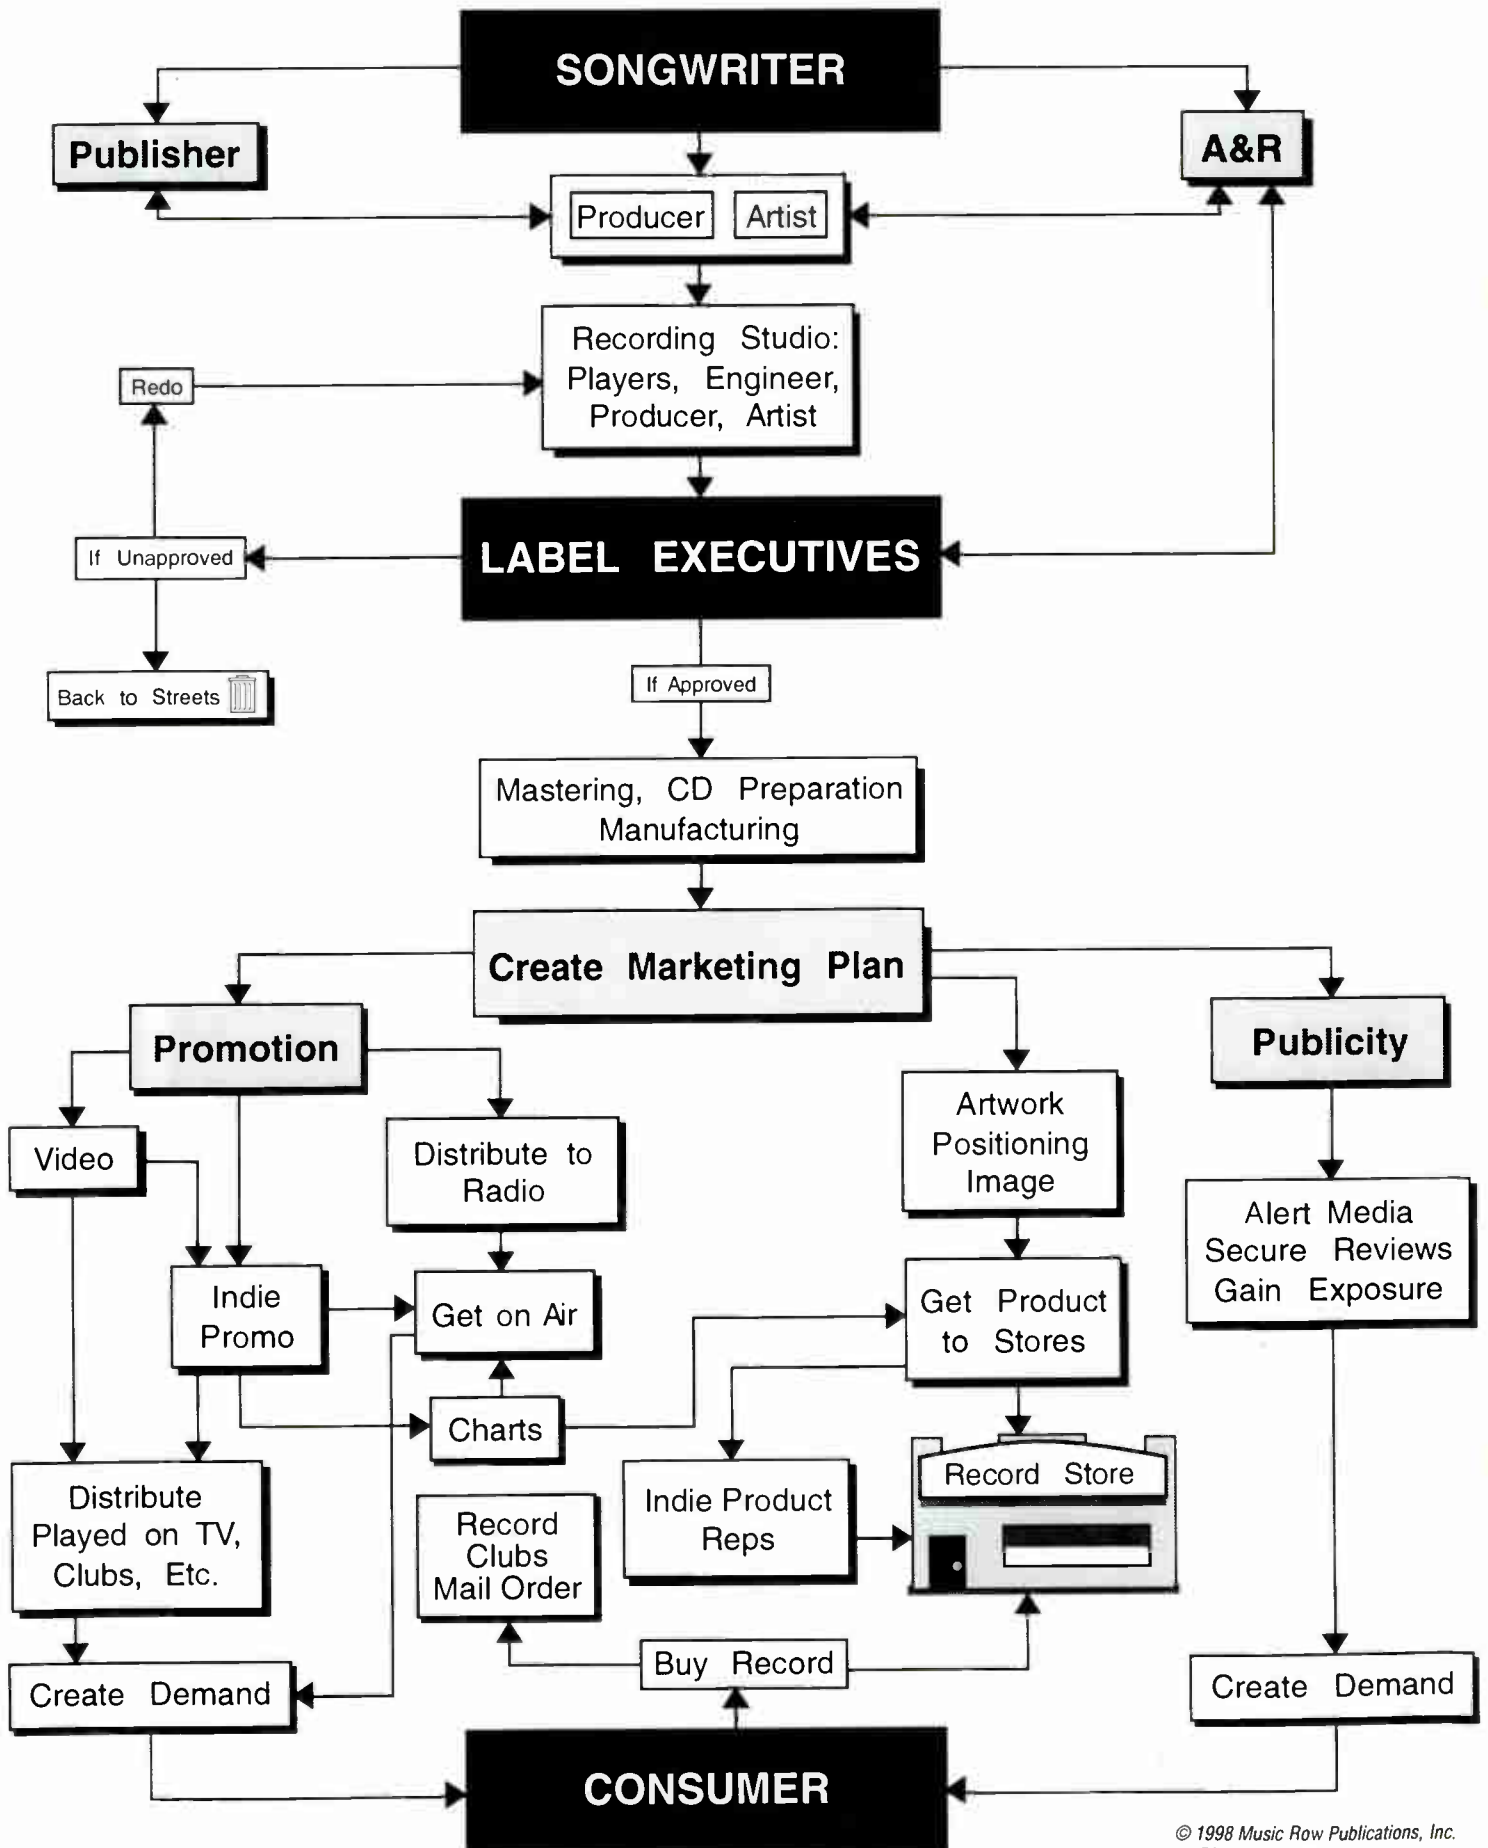 SONGWRITER
Publisher
A&R
Producer
Artist
Recording Studio:
Players, Engineer,
Producer, Artist
Redo
If Unapproved
LABEL EXECUTIVES
Back to Streets
If Approved
Mastering, CD Preparation
Manufacturing
Create Marketing Plan
Promotion
Publicity
Video
Distribute to
Radio
Artwork
Positioning
Image
Alert Media
Secure Reviews
Gain Exposure
Indie
Promo
Get on Air
Get Product
to Stores
Charts
Distribute
Played on TV,
Clubs, Etc.
Record
Clubs
Mail Order
Indie Product
Reps
Record Store
Buy Record
Create Demand
Create Demand
CONSUMER
© 1998 Music Row Publications, Inc.